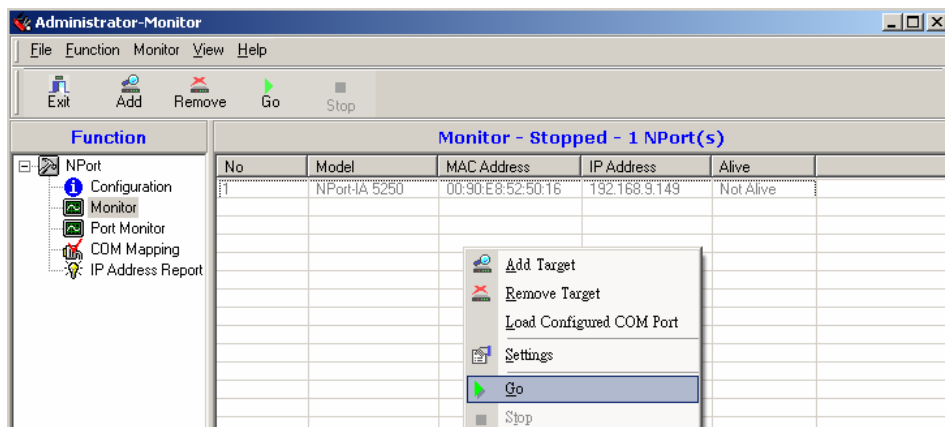 Administrator-Monitor
File Function Monitor View Help
Exit Add Remove Go Stop
Function
Monitor - Stopped - 1 NPort(s)
NPort
Configuration
Monitor
Port Monitor
COM Mapping
IP Address Report
No Model MAC Address IP Address Alive
1 NPort-IA 5250 00:90:E8:52:50:16 192.168.9.149 Not Alive
Add Target
Remove Target
Load Configured COM Port
Settings
Go
Stop